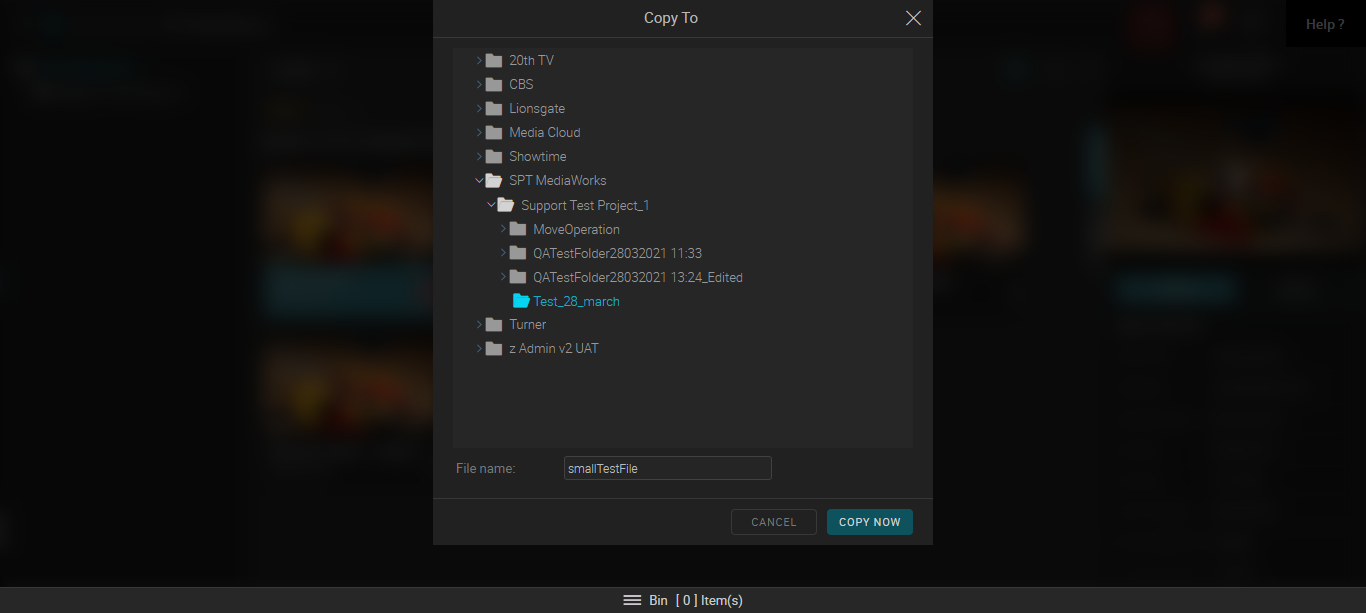 Copy To
Help ?
20th TV
CBS
Lionsgate
Media Cloud
Showtime
SPT MediaWorks
Support Test Project_1
MoveOperation
QATestFolder28032021 11:33
QATestFolder28032021 13:24_Edited
Test_28_march
Turner
z Admin v2 UAT
File name: smallTestFile
CANCEL COPY NOW
Bin [ 0 ] Item(s)